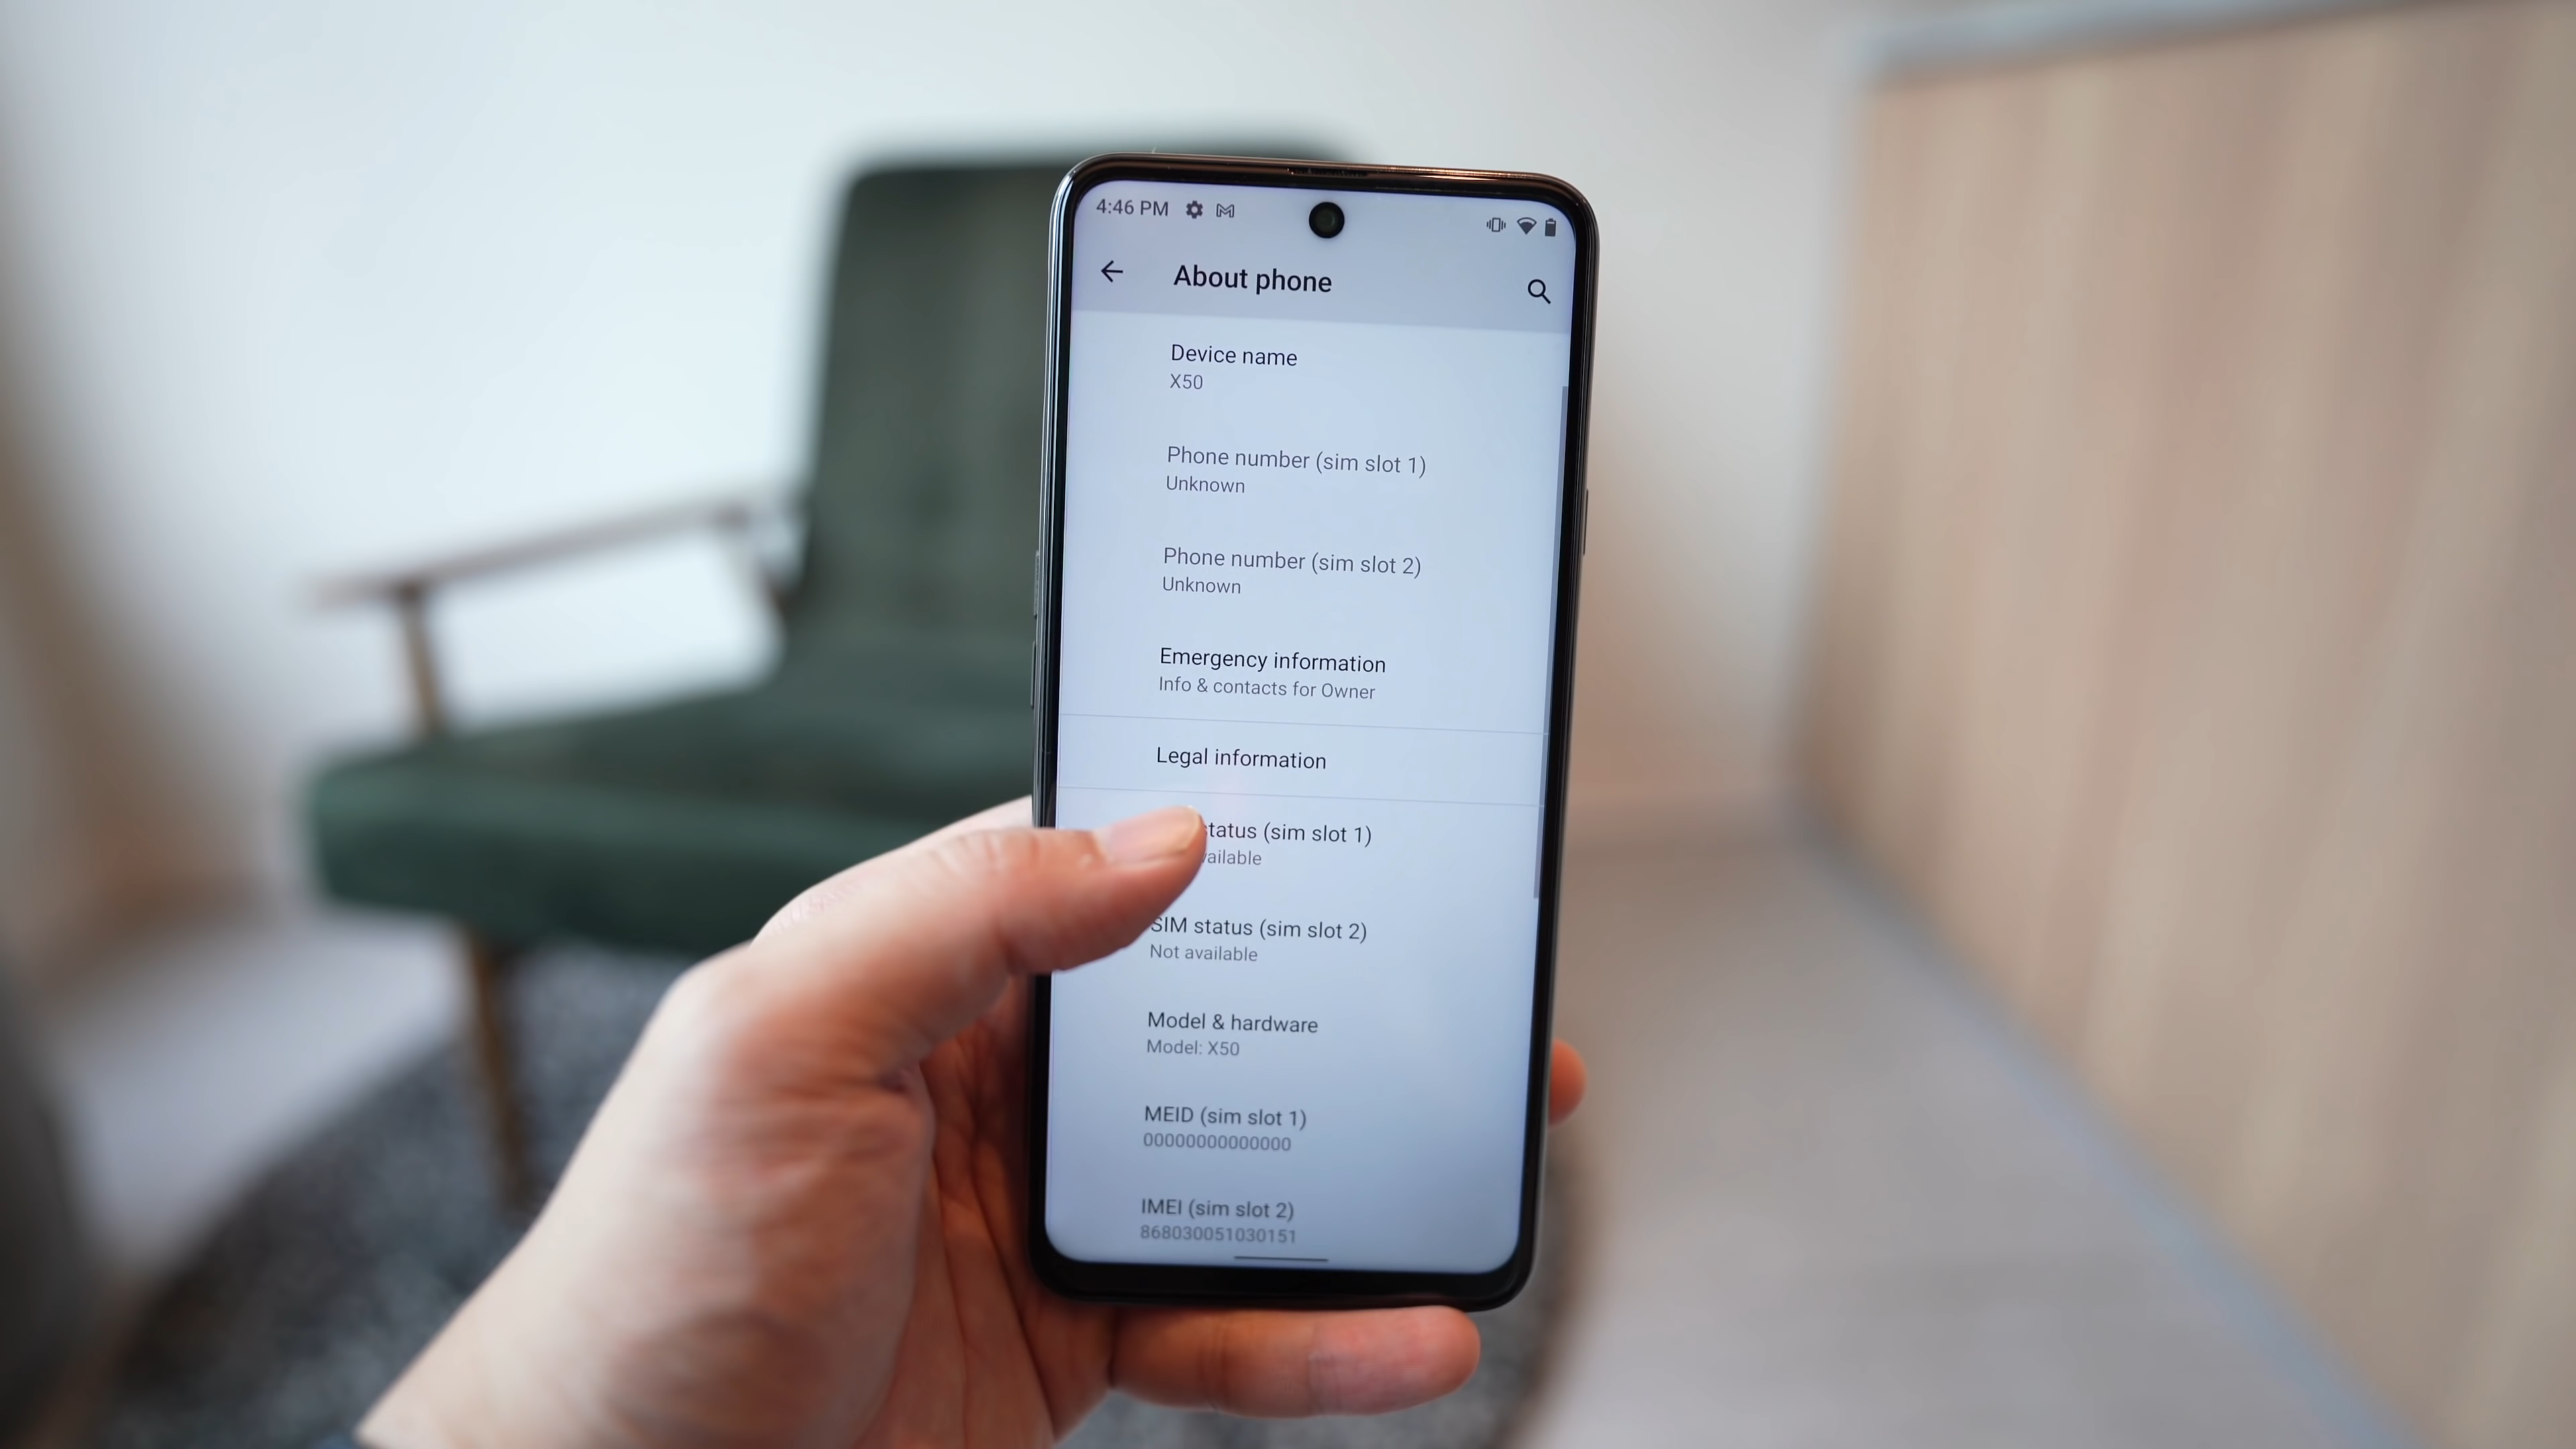 4:46 PM
About phone
Device name
X50
Phone number (sim slot 1)
Unknown
Phone number (sim slot 2)
Unknown
Emergency information
Info & contacts for Owner
Legal information
status (sim slot 1)
vailable
SIM status (sim slot 2)
Not available
Model & hardware
Model: X50
MEID (sim slot 1)
00000000000000
IMEI (sim slot 2)
868030051030151